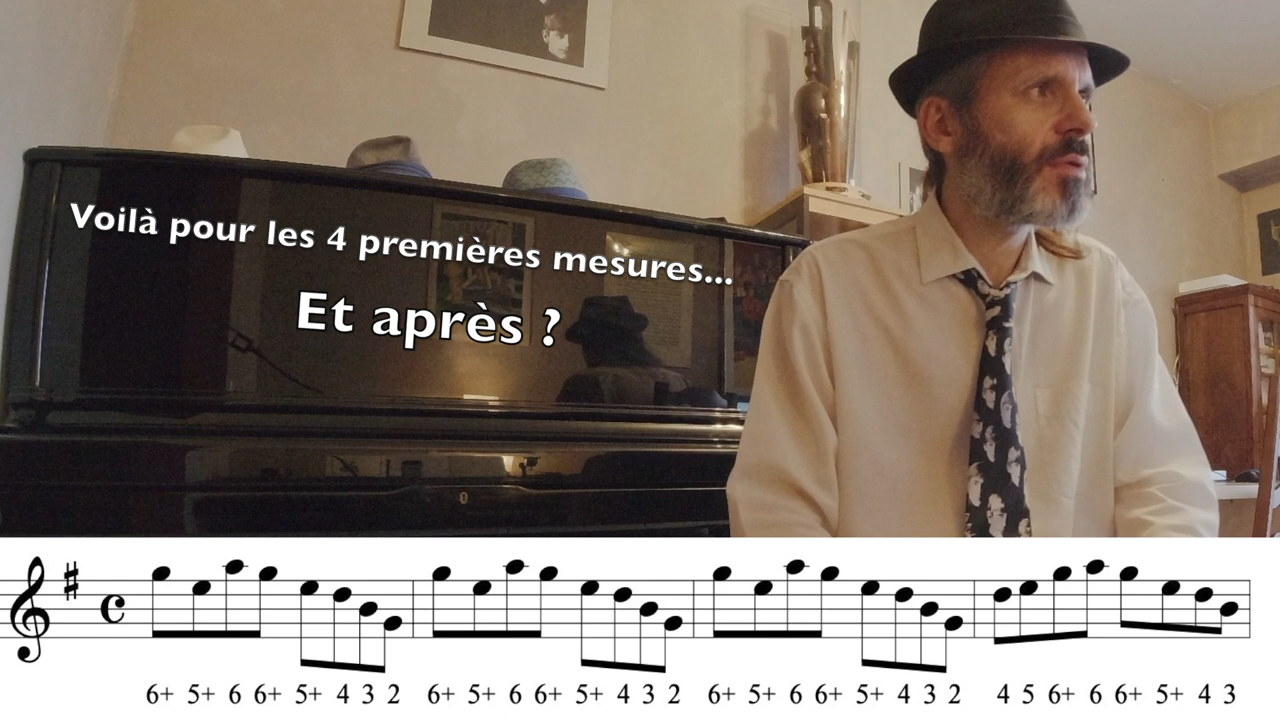 Voilà pour les 4 premières mesures...
Et après ?
6+ 5+ 6 6+ 5+ 4 3 2 6+ 5+ 6 6+ 5+ 4 3 2 6+ 5+ 6 6+ 5+ 4 3 2 4 5 6+ 6 6+ 5+ 4 3